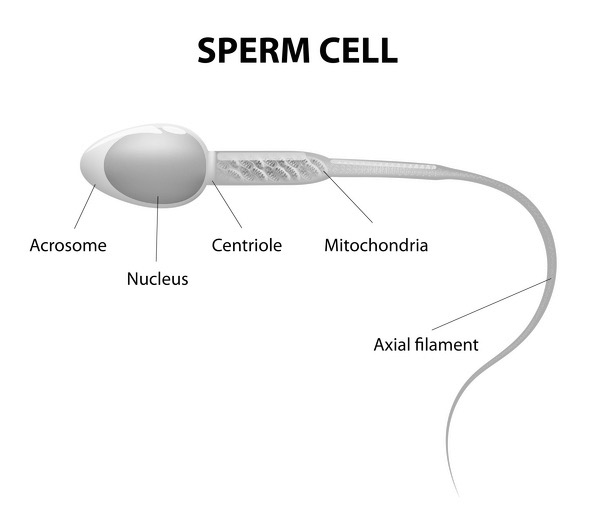 SPERM CELL
Acrosome
Centriole
Mitochondria
Nucleus
Axial filament